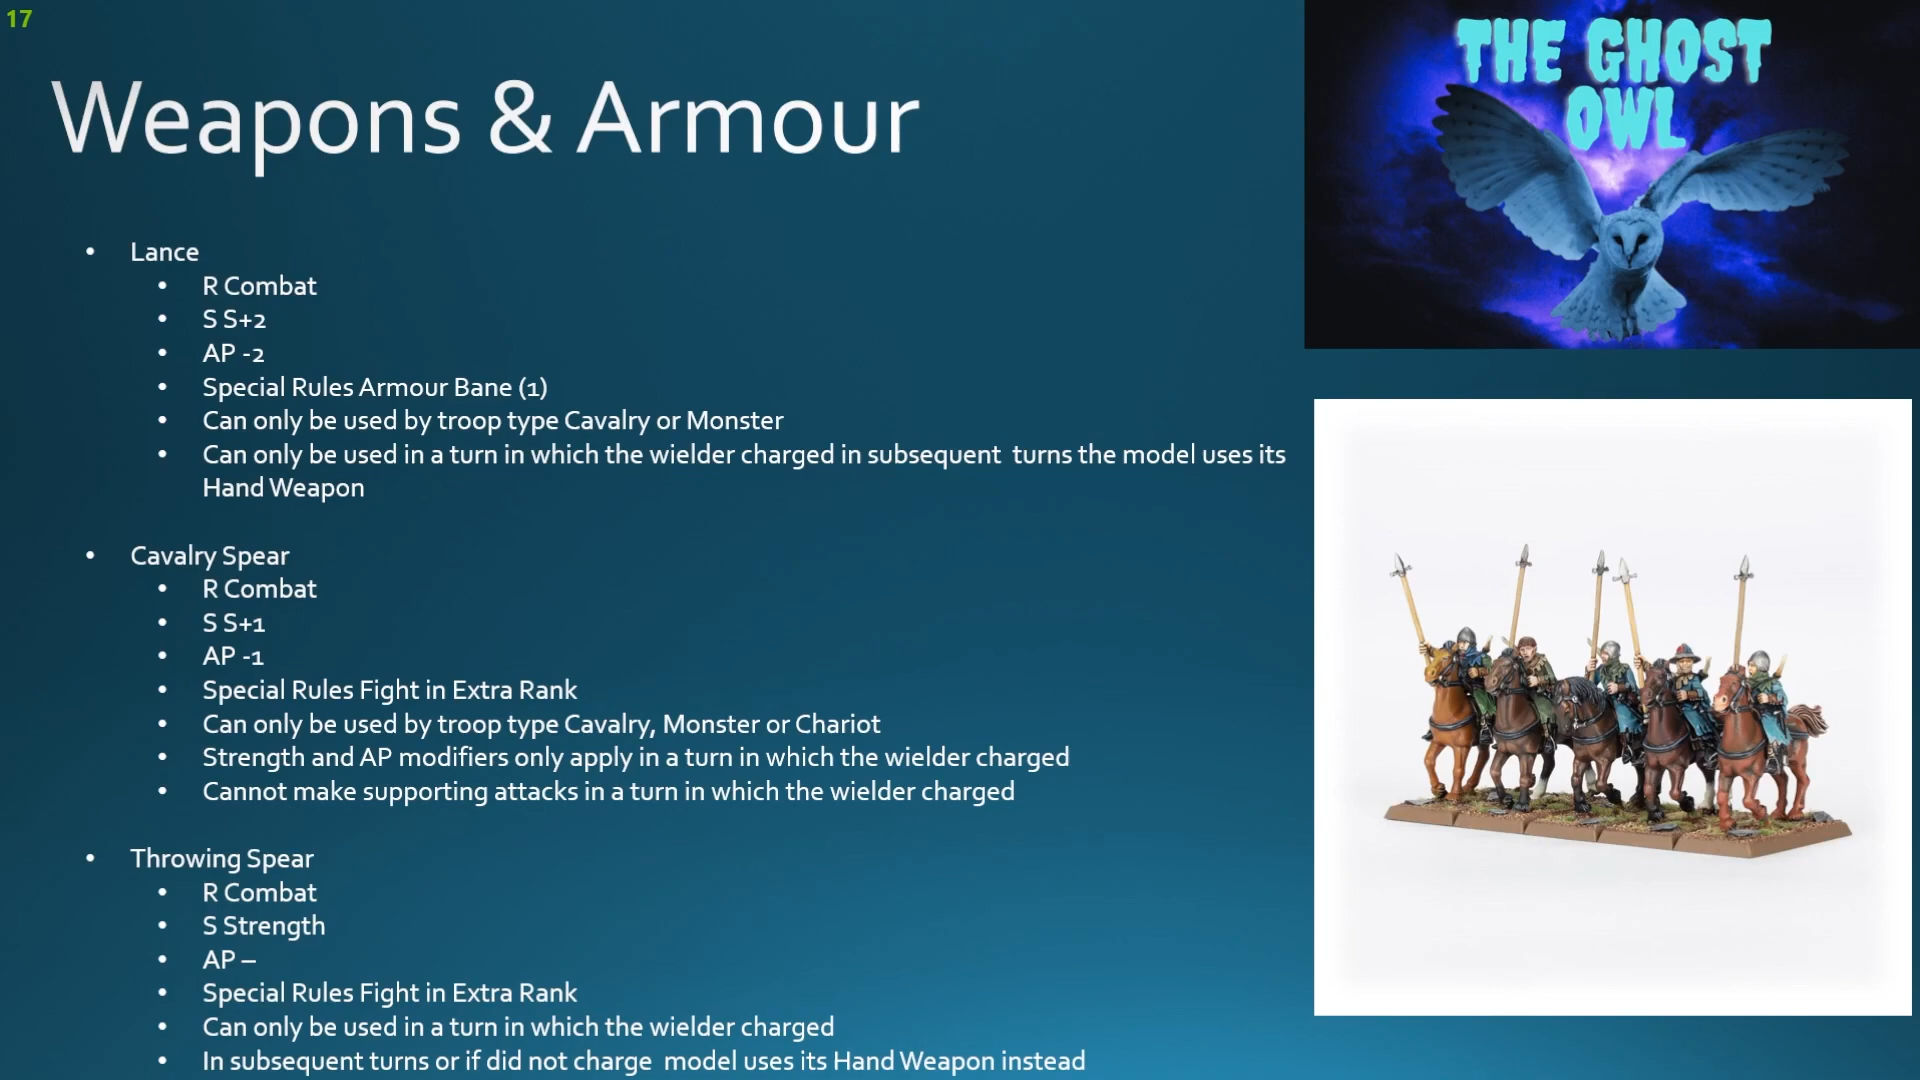 17
Weapons & Armour
THE GHOST
OWL
• Lance
• R Combat
• S S+2
• AP -2
• Special Rules Armour Bane (1)
• Can only be used by troop type Cavalry or Monster
• Can only be used in a turn in which the wielder charged in subsequent  turns the model uses its
Hand Weapon
• Cavalry Spear
• R Combat
• S S+1
• AP -1
• Special Rules Fight in Extra Rank
• Can only be used by troop type Cavalry, Monster or Chariot
• Strength and AP modifiers only apply in a turn in which the wielder charged
• Cannot make supporting attacks in a turn in which the wielder charged
• Throwing Spear
• R Combat
• S Strength
• AP –
• Special Rules Fight in Extra Rank
• Can only be used in a turn in which the wielder charged
• In subsequent turns or if did not charge  model uses its Hand Weapon instead